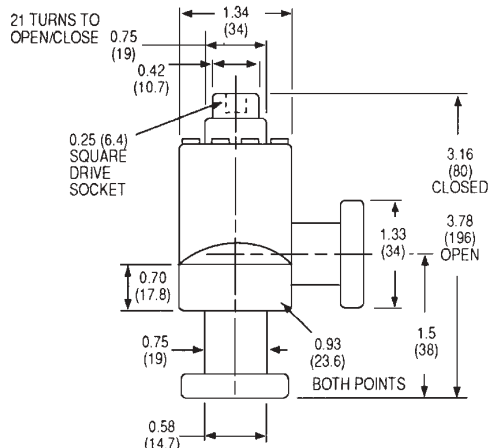 21 TURNS TO
OPEN/CLOSE
1.34
(34)
0.75
(19)
0.42
(10.7)
0.25 (6.4)
SQUARE
DRIVE
SOCKET
3.16
(80)
CLOSED
3.78
(196)
OPEN
1.33
(34)
0.70
(17.8)
1.5
(38)
0.75
(19)
0.93
(23.6)
BOTH POINTS
0.58
(14.7)